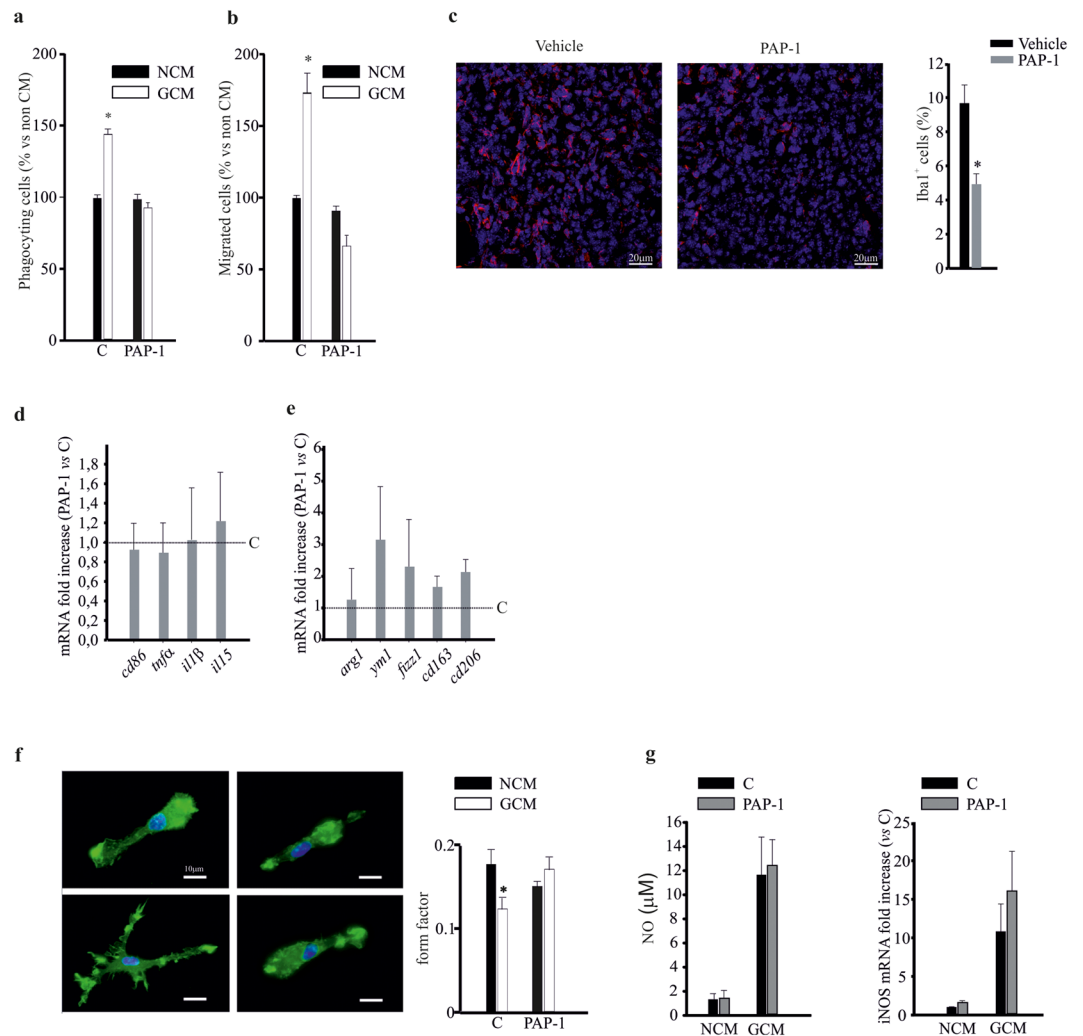 a
Phagocyting cells (% vs non CM)
200
150
100
50
0
NCM
GCM
*
C PAP-1
b
Migrated cells (% vs non CM)
200
150
100
50
0
NCM
GCM
*
C PAP-1
c
Vehicle
PAP-1
20μm
20μm
Vehicle
PAP-1
Iba1+ cells (%)
12
10
8
6
4
2
0
*
d
mRNA fold increase (PAP-1 vs C)
1,8
1,6
1,4
1,2
1,0
0,8
0,6
0,4
0,2
0,0
C
cd86 tnfα il1β il15
e
mRNA fold increase (PAP-1 vs C)
6
5
4
3
2
1
0
C
arg1 ym1 fizz1 cd163 cd206
f
10μm
NCM
GCM
form factor
0.2
0.1
0
*
C PAP-1
g
C
PAP-1
NO (μM)
16
14
12
10
8
6
4
2
0
NCM GCM
C
PAP-1
iNOS mRNA fold increase (vs C)
25
20
15
10
5
0
NCM GCM